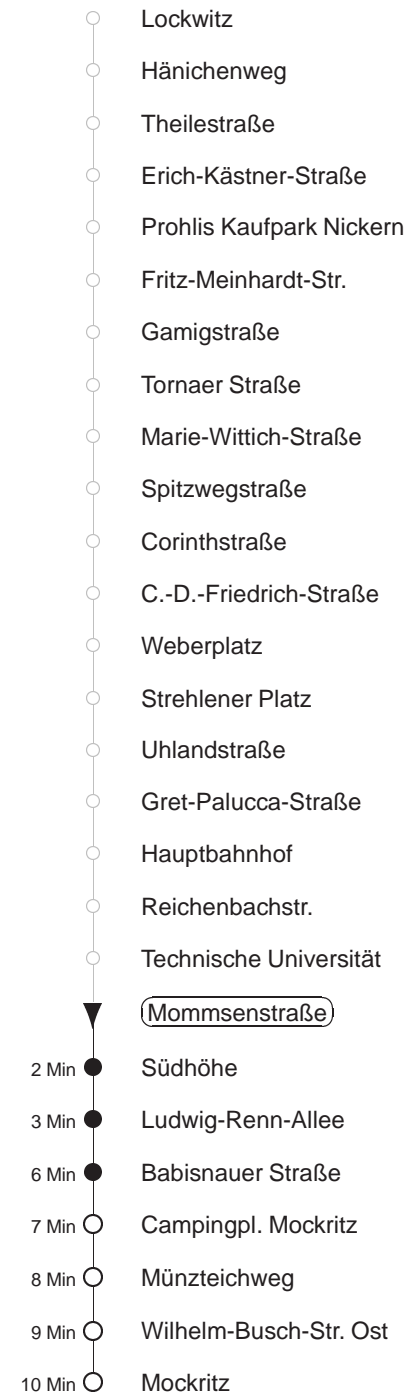 Lockwitz
Hänichenweg
Theilestraße
Erich-Kästner-Straße
Prohlis Kaufpark Nickern
Fritz-Meinhardt-Str.
Gamigstraße
Tornaer Straße
Marie-Wittich-Straße
Spitzwegstraße
Corinthstraße
C.-D.-Friedrich-Straße
Weberplatz
Strehlener Platz
Uhlandstraße
Gret-Palucca-Straße
Hauptbahnhof
Reichenbachstr.
Technische Universität
Mommsenstraße
2 Min Südhöhe
3 Min Ludwig-Renn-Allee
6 Min Babisnauer Straße
7 Min Campingpl. Mockritz
8 Min Münzteichweg
9 Min Wilhelm-Busch-Str. Ost
10 Min Mockritz